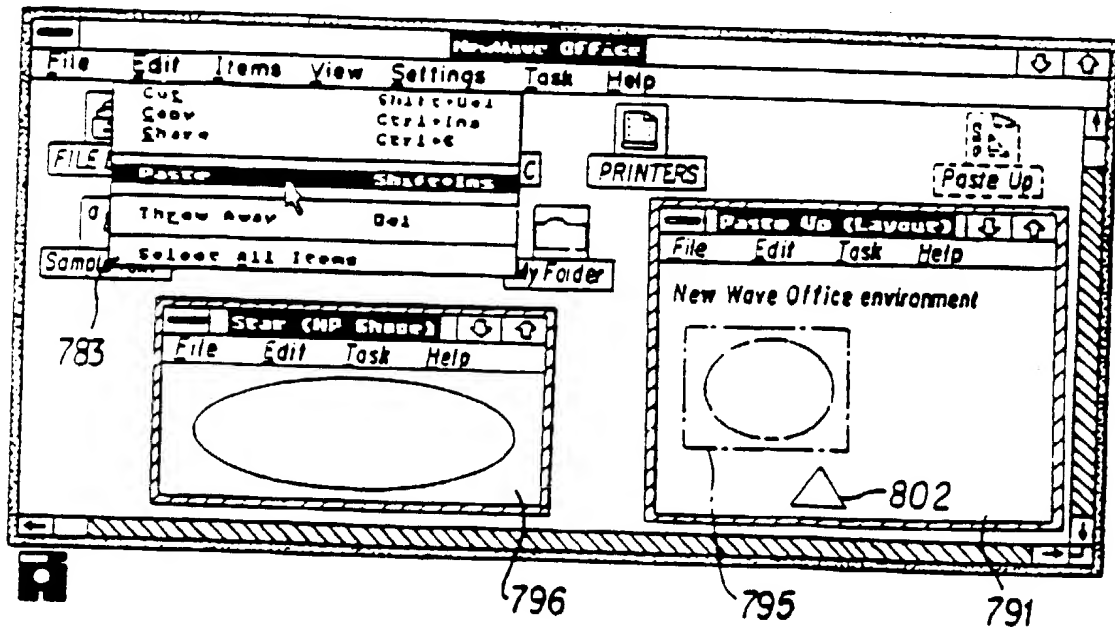 NewWave Office
File Edit Items View Settings Task Help
Cut Shift+Del
Copy Ctrl+Ins
Share Ctrl+C
Paste Shift+Ins
Throw Away Del
Select All Items
FILE
C
PRINTERS
Paste Up
My Folder
783
Paste Up (Layout)
File Edit Task Help
New Wave Office environment
802
Star (HP Shape)
File Edit Task Help
796
795
791